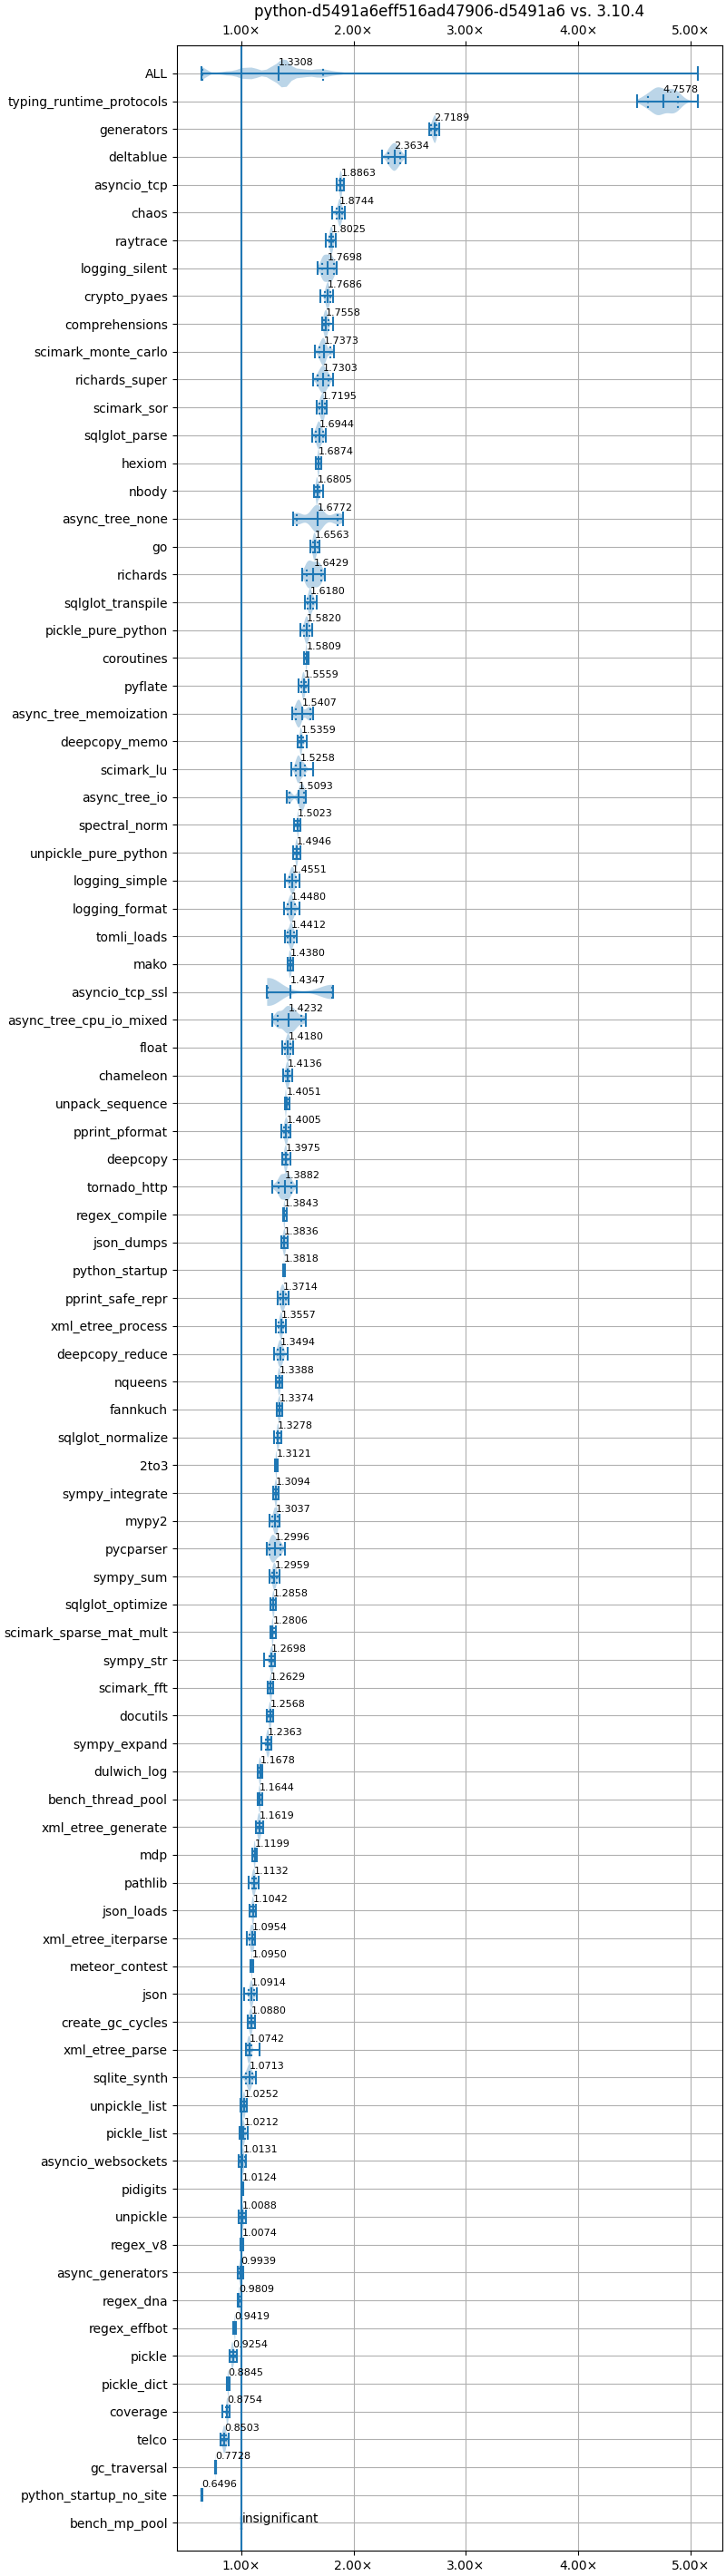 python-d5491a6eff516ad47906-d5491a6 vs. 3.10.4
1.00× 2.00× 3.00× 4.00× 5.00×
ALL 1.3308
typing_runtime_protocols 4.7578
generators 2.7189
deltablue 2.3634
asyncio_tcp 1.8863
chaos 1.8744
raytrace 1.8025
logging_silent 1.7698
crypto_pyaes 1.7686
comprehensions 1.7558
scimark_monte_carlo 1.7373
richards_super 1.7303
scimark_sor 1.7195
sqlglot_parse 1.6944
hexiom 1.6874
nbody 1.6805
async_tree_none 1.6772
go 1.6563
richards 1.6429
sqlglot_transpile 1.6180
pickle_pure_python 1.5820
coroutines 1.5809
pyflate 1.5559
async_tree_memoization 1.5407
deepcopy_memo 1.5359
scimark_lu 1.5258
async_tree_io 1.5093
spectral_norm 1.5023
unpickle_pure_python 1.4946
logging_simple 1.4551
logging_format 1.4480
tomli_loads 1.4412
mako 1.4380
asyncio_tcp_ssl 1.4347
async_tree_cpu_io_mixed 1.4232
float 1.4180
chameleon 1.4136
unpack_sequence 1.4051
pprint_pformat 1.4005
deepcopy 1.3975
tornado_http 1.3882
regex_compile 1.3843
json_dumps 1.3836
python_startup 1.3818
pprint_safe_repr 1.3714
xml_etree_process 1.3557
deepcopy_reduce 1.3494
nqueens 1.3388
fannkuch 1.3374
sqlglot_normalize 1.3278
2to3 1.3121
sympy_integrate 1.3094
mypy2 1.3037
pycparser 1.2996
sympy_sum 1.2959
sqlglot_optimize 1.2858
scimark_sparse_mat_mult 1.2806
sympy_str 1.2698
scimark_fft 1.2629
docutils 1.2568
sympy_expand 1.2363
dulwich_log 1.1678
bench_thread_pool 1.1644
xml_etree_generate 1.1619
mdp 1.1199
pathlib 1.1132
json_loads 1.1042
xml_etree_iterparse 1.0954
meteor_contest 1.0950
json 1.0914
create_gc_cycles 1.0880
xml_etree_parse 1.0742
sqlite_synth 1.0713
unpickle_list 1.0252
pickle_list 1.0212
asyncio_websockets 1.0131
pidigits 1.0124
unpickle 1.0088
regex_v8 1.0074
async_generators 0.9939
regex_dna 0.9809
regex_effbot 0.9419
pickle 0.9254
pickle_dict 0.8845
coverage 0.8754
telco 0.8503
gc_traversal 0.7728
python_startup_no_site 0.6496
bench_mp_pool insignificant
1.00× 2.00× 3.00× 4.00× 5.00×